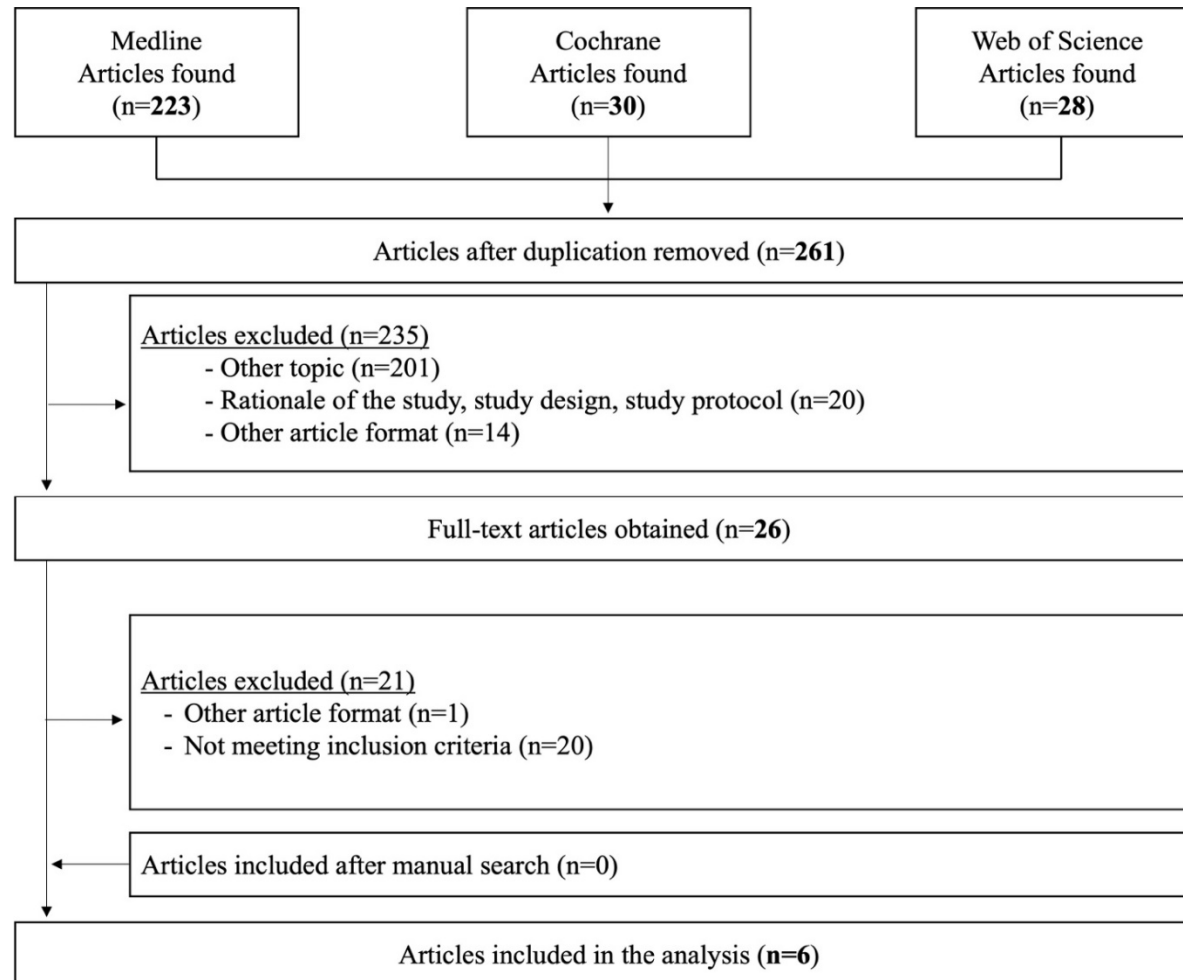 Medline
Articles found
(n=223)
Cochrane
Articles found
(n=30)
Web of Science
Articles found
(n=28)
Articles after duplication removed (n=261)
Articles excluded (n=235)
- Other topic (n=201)
- Rationale of the study, study design, study protocol (n=20)
- Other article format (n=14)
Full-text articles obtained (n=26)
Articles excluded (n=21)
- Other article format (n=1)
- Not meeting inclusion criteria (n=20)
Articles included after manual search (n=0)
Articles included in the analysis (n=6)